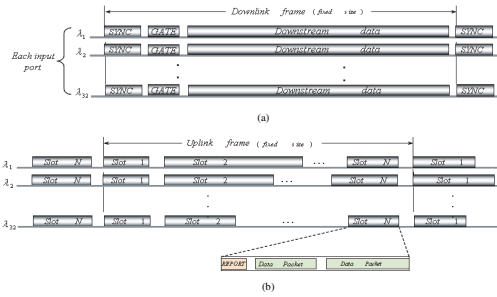 Downlink frame ( fixed size )
λ1 SYNC GATE Downstream data SYNC
λ2 SYNC GATE Downstream data SYNC
Each input port
λ32 SYNC GATE Downstream data SYNC
(a)
Uplink frame ( fixed size )
λ1 Slot N Slot 1 Slot 2 ... Slot N Slot 1
λ2 Slot N Slot 1 Slot 2 ... Slot N Slot 1
λ32 Slot N Slot 1 Slot 2 ... Slot N Slot 1
REPORT Data Packet Data Packet
(b)